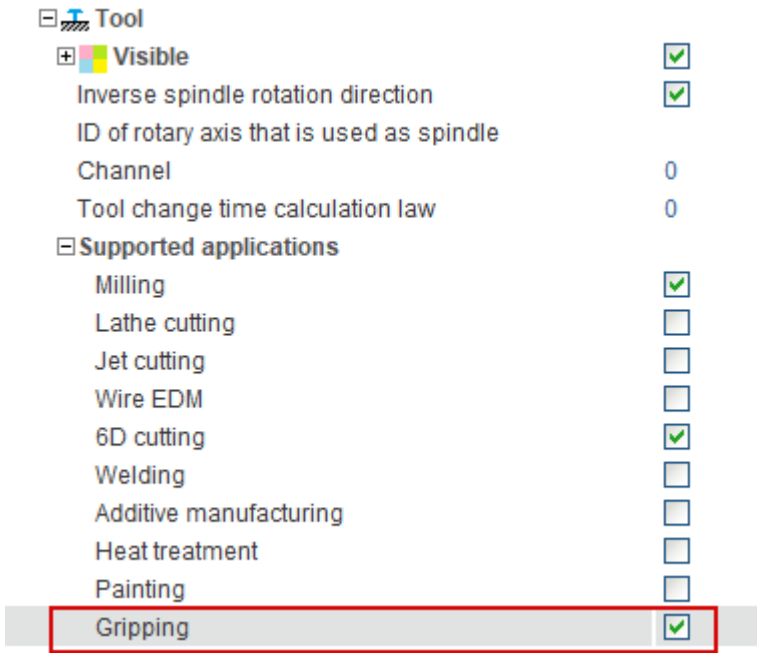 Tool
Visible
Inverse spindle rotation direction
ID of rotary axis that is used as spindle
Channel 0
Tool change time calculation law 0
Supported applications
Milling
Lathe cutting
Jet cutting
Wire EDM
6D cutting
Welding
Additive manufacturing
Heat treatment
Painting
Gripping